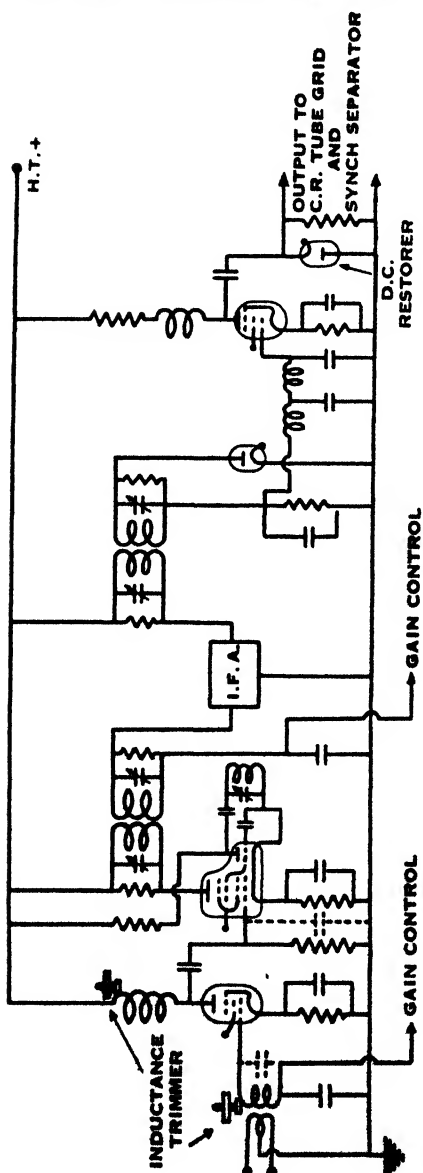 H.T.+
OUTPUT TO
C.R. TUBE GRID
AND
SYNCH SEPARATOR
D.C.
RESTORER
I.F.A.
GAIN CONTROL
GAIN CONTROL
INDUCTANCE
TRIMMER